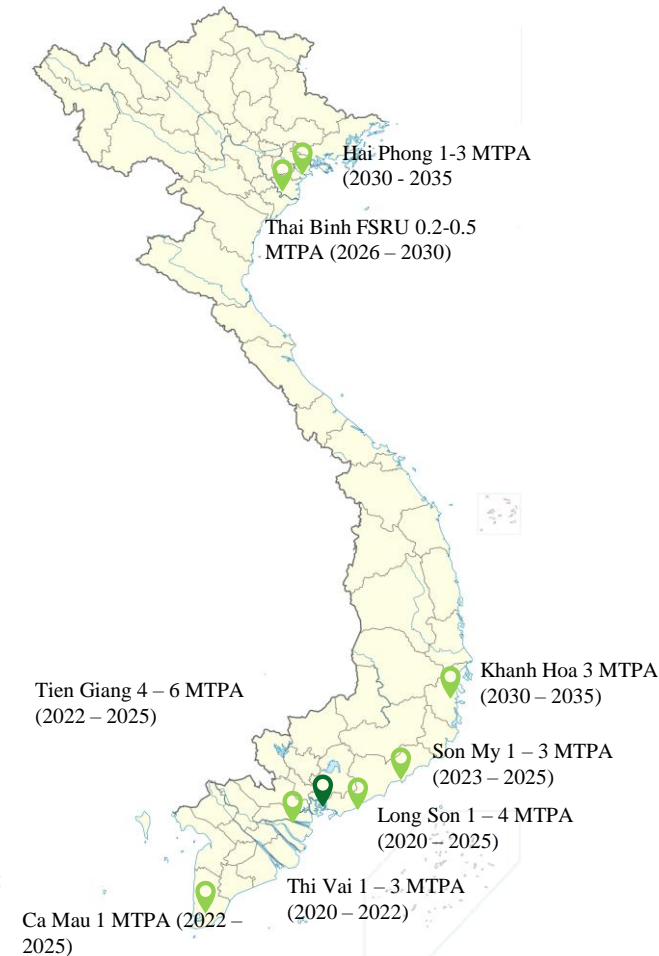 Hai Phong 1-3 MTPA
(2030 - 2035
Thai Binh FSRU 0.2-0.5
MTPA (2026 – 2030)
Khanh Hoa 3 MTPA
(2030 – 2035)
Tien Giang 4 – 6 MTPA
(2022 – 2025)
Son My 1 – 3 MTPA
(2023 – 2025)
Long Son 1 – 4 MTPA
(2020 – 2025)
Thi Vai 1 – 3 MTPA
(2020 – 2022)
Ca Mau 1 MTPA (2022 –
2025)